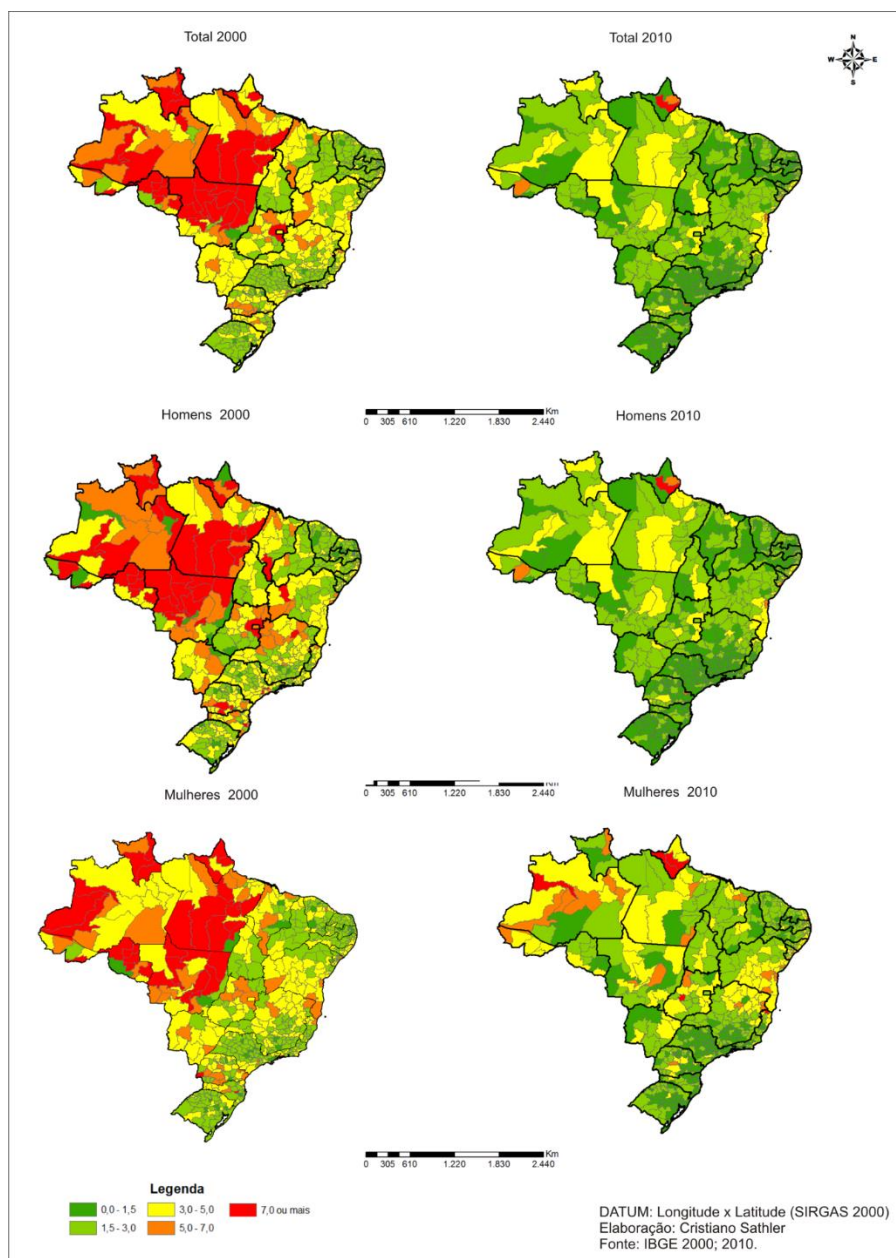 Total 2000
Total 2010
N
W E
S
Km
0 305 610 1.220 1.830 2.440
Homens 2000
Homens 2010
0 305 610 1.220 1.830 2.440
Mulheres 2000
Mulheres 2010
Km
0 305 610 1.220 1.830 2.440
Legenda
0,0 - 1,5 3,0 - 5,0 7,0 ou mais
1,5 - 3,0 5,0 - 7,0
DATUM: Longitude x Latitude (SIRGAS 2000)
Elaboração: Cristiano Sathler
Fonte: IBGE 2000; 2010.